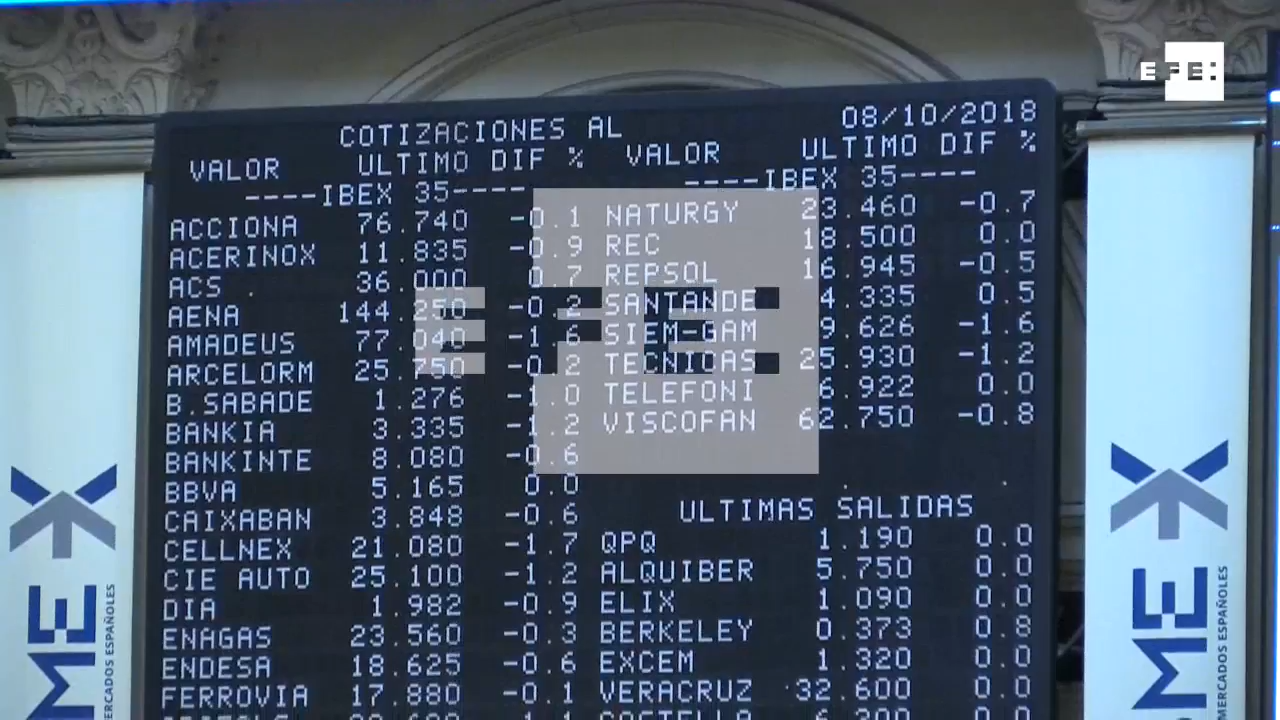 EFE:
COTIZACIONES AL 08/10/2018
VALOR ULTIMO DIF % VALOR ULTIMO DIF %
----IBEX 35---- ----IBEX 35----
ACCIONA 76.740 -0.1 NATURGY 23.460 -0.7
ACERINOX 11.835 -0.9 REC 18.500 0.0
ACS 36.000 0.7 REPSOL 16.945 -0.5
AENA 144.250 -0.2 SANTANDE 4.335 0.5
AMADEUS 77.040 -1.6 SIEM-GAM 9.626 -1.6
ARCELORM 25.750 -0.2 TECNICAS 25.930 -1.2
B.SABADE 1.276 -1.0 TELEFONI 6.922 0.0
BANKIA 3.335 -1.2 VISCOFAN 62.750 -0.8
BANKINTE 8.080 -0.6
BBVA 5.165 0.0
CAIXABAN 3.848 -0.6 ULTIMAS SALIDAS
CELLNEX 21.080 -1.7 QPQ 1.190 0.0
CIE AUTO 25.100 -1.2 ALQUIBER 5.750 0.0
DIA 1.982 -0.9 ELIX 1.090 0.0
ENAGAS 23.560 -0.3 BERKELEY 0.373 0.8
ENDESA 18.625 -0.6 EXCEM 1.320 0.0
FERROVIA 17.880 -0.1 VERACRUZ 32.600 0.0
EFE:
ME X
MERCADOS ESPAÑOLES
ME X
MERCADOS ESPAÑOLES